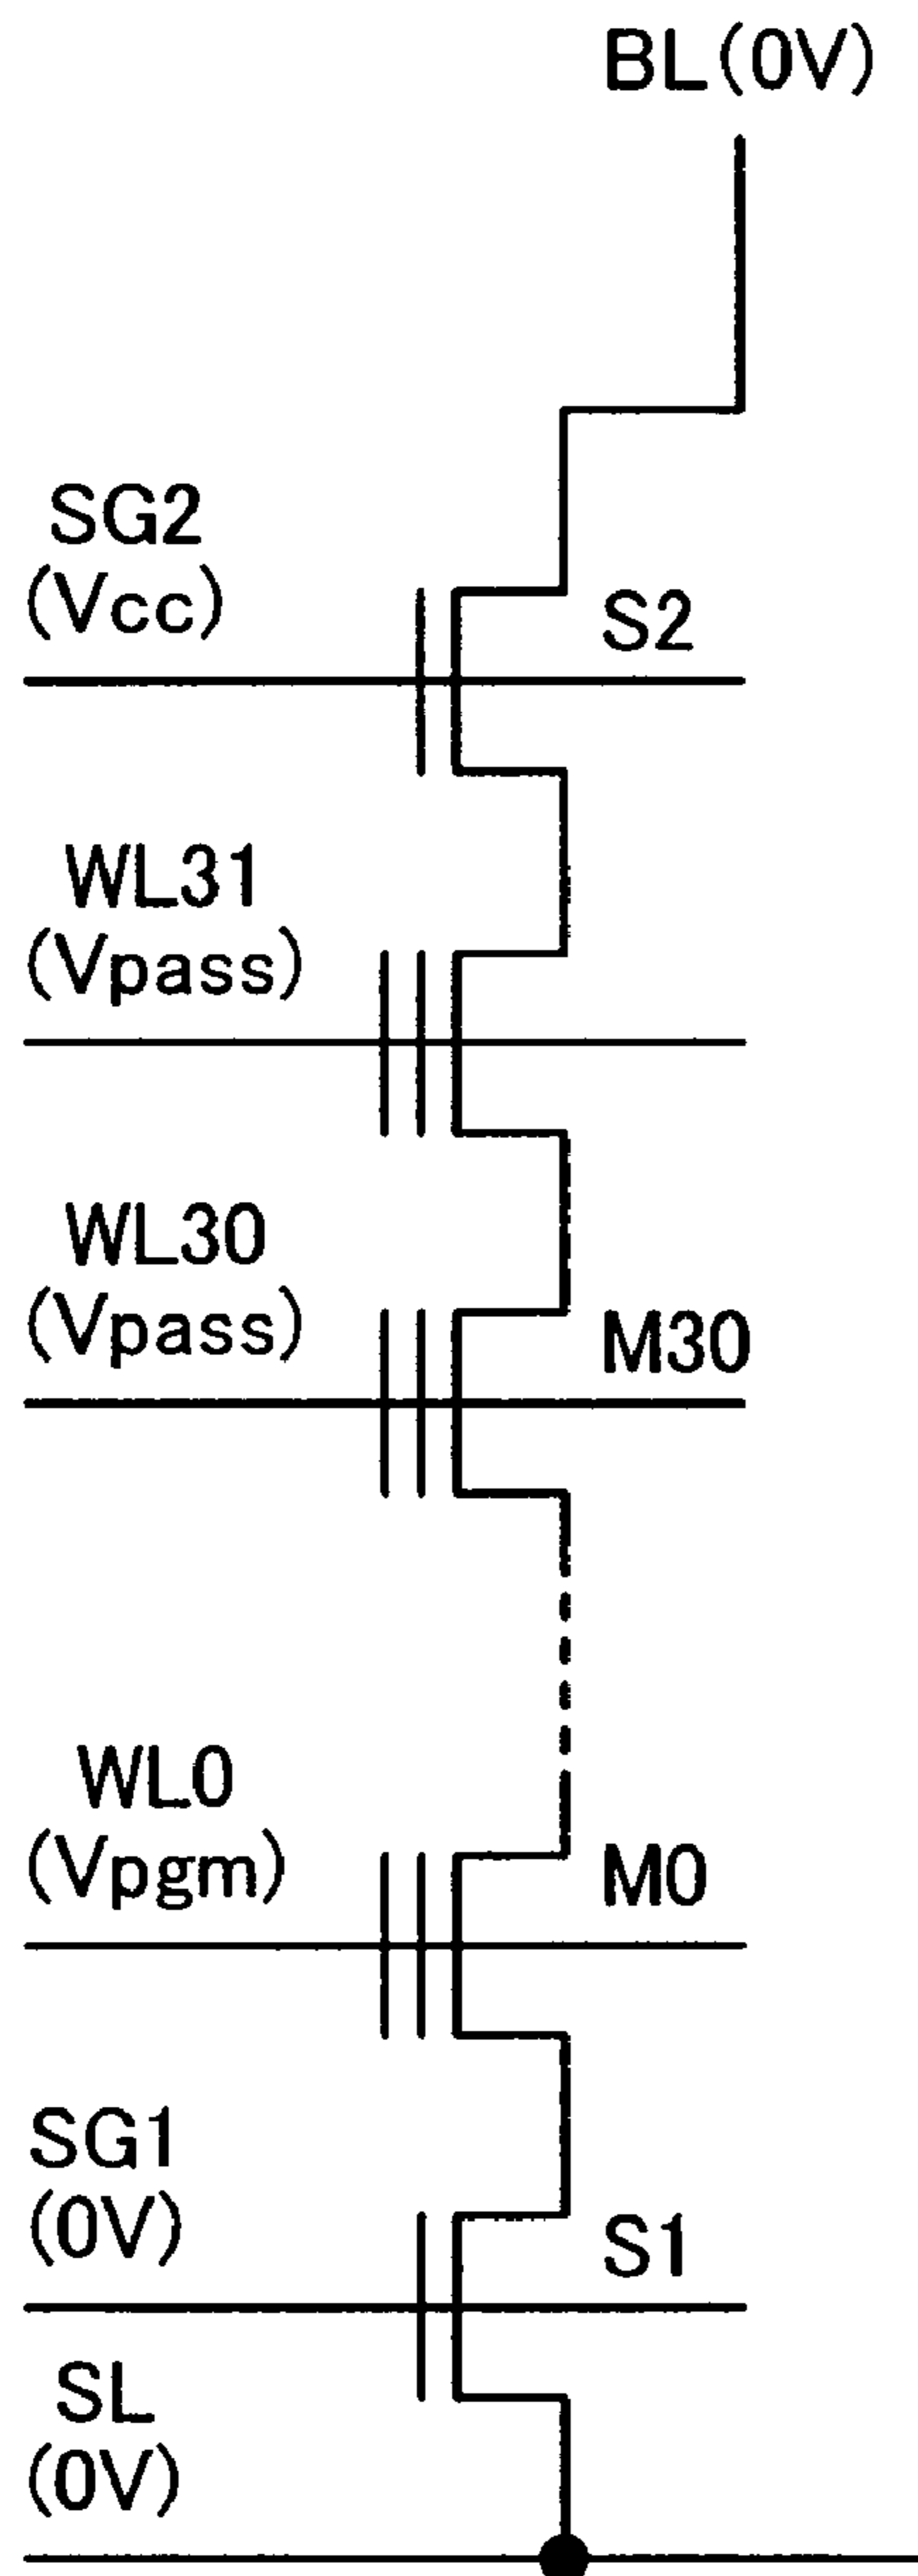 BL(0V)
SG2
(Vcc)
S2
WL31
(Vpass)
WL30
(Vpass)
M30
WL0
(Vpgm)
M0
SG1
(0V)
S1
SL
(0V)